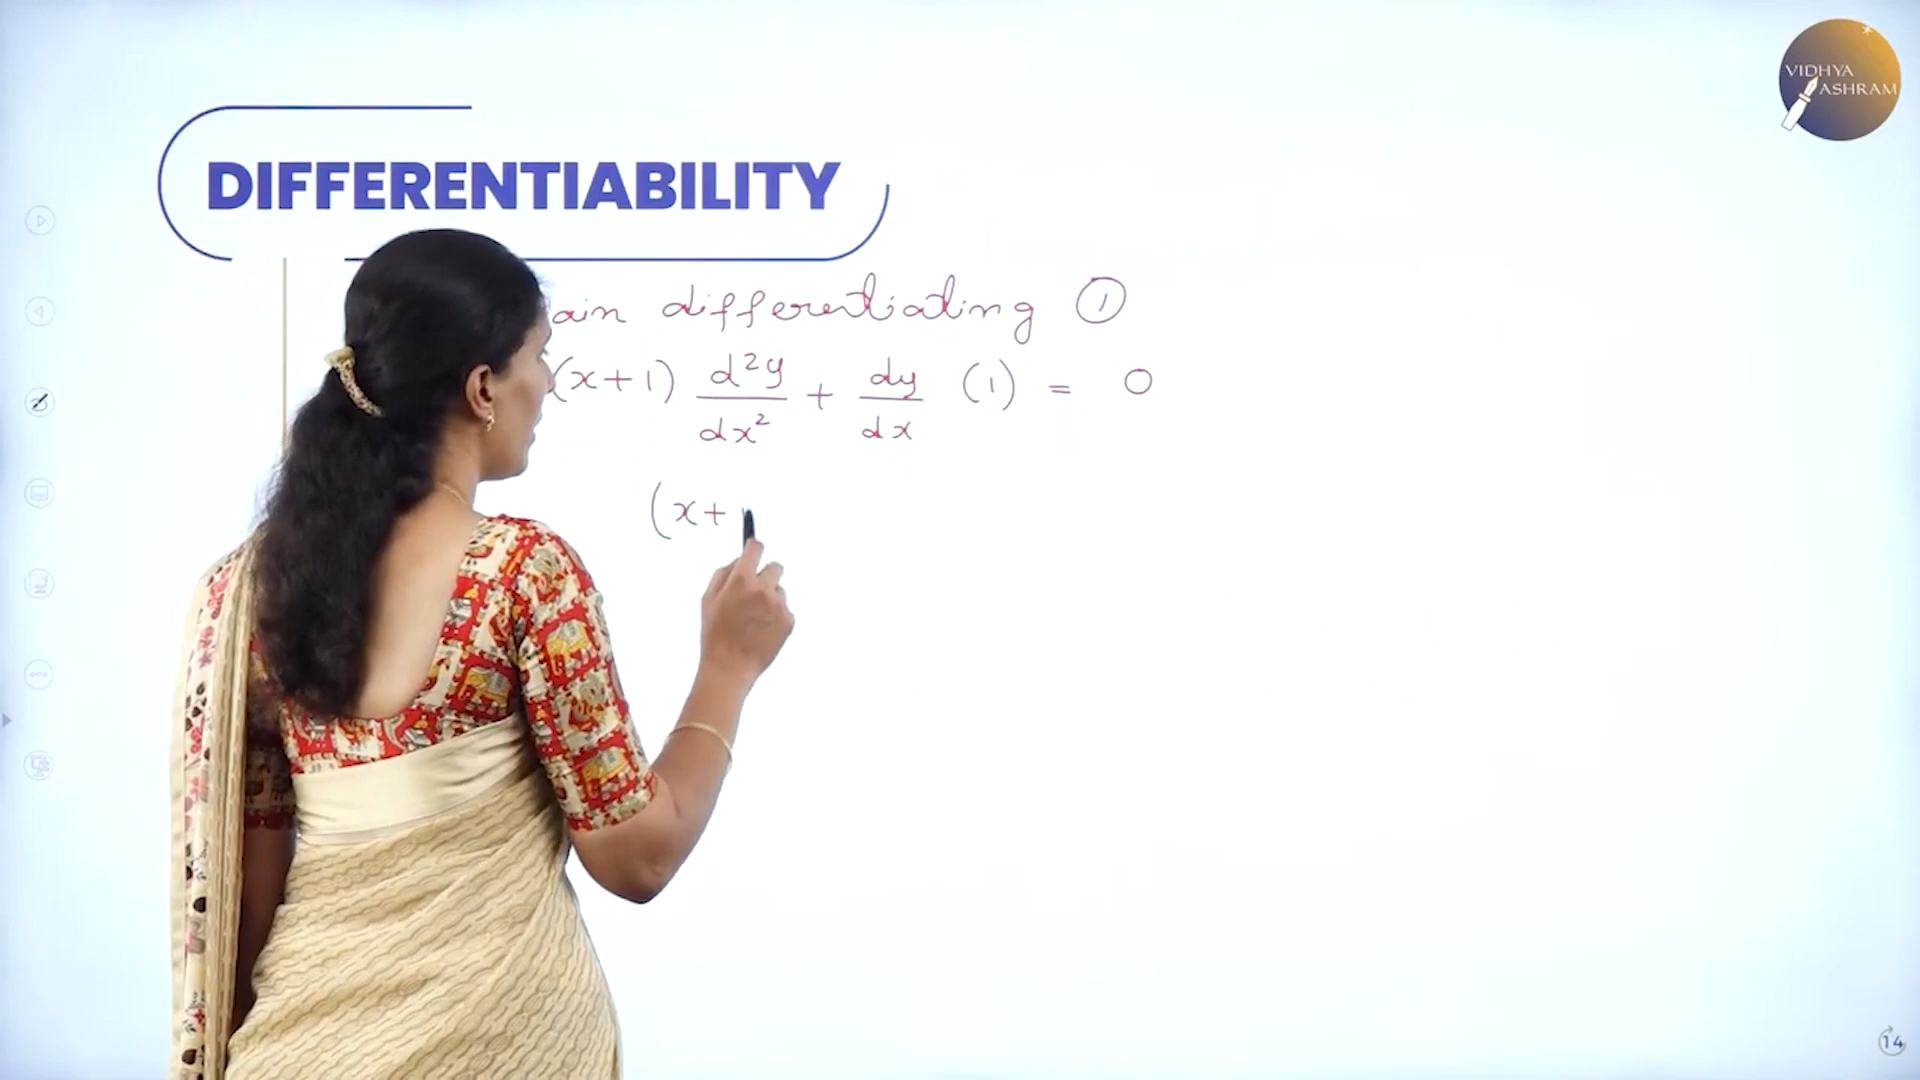 VIDHYA
ASHRAM
DIFFERENTIABILITY
ain differentiating ①
(x+1) d²y/dx² + dy/dx (1) = 0
(x+
14